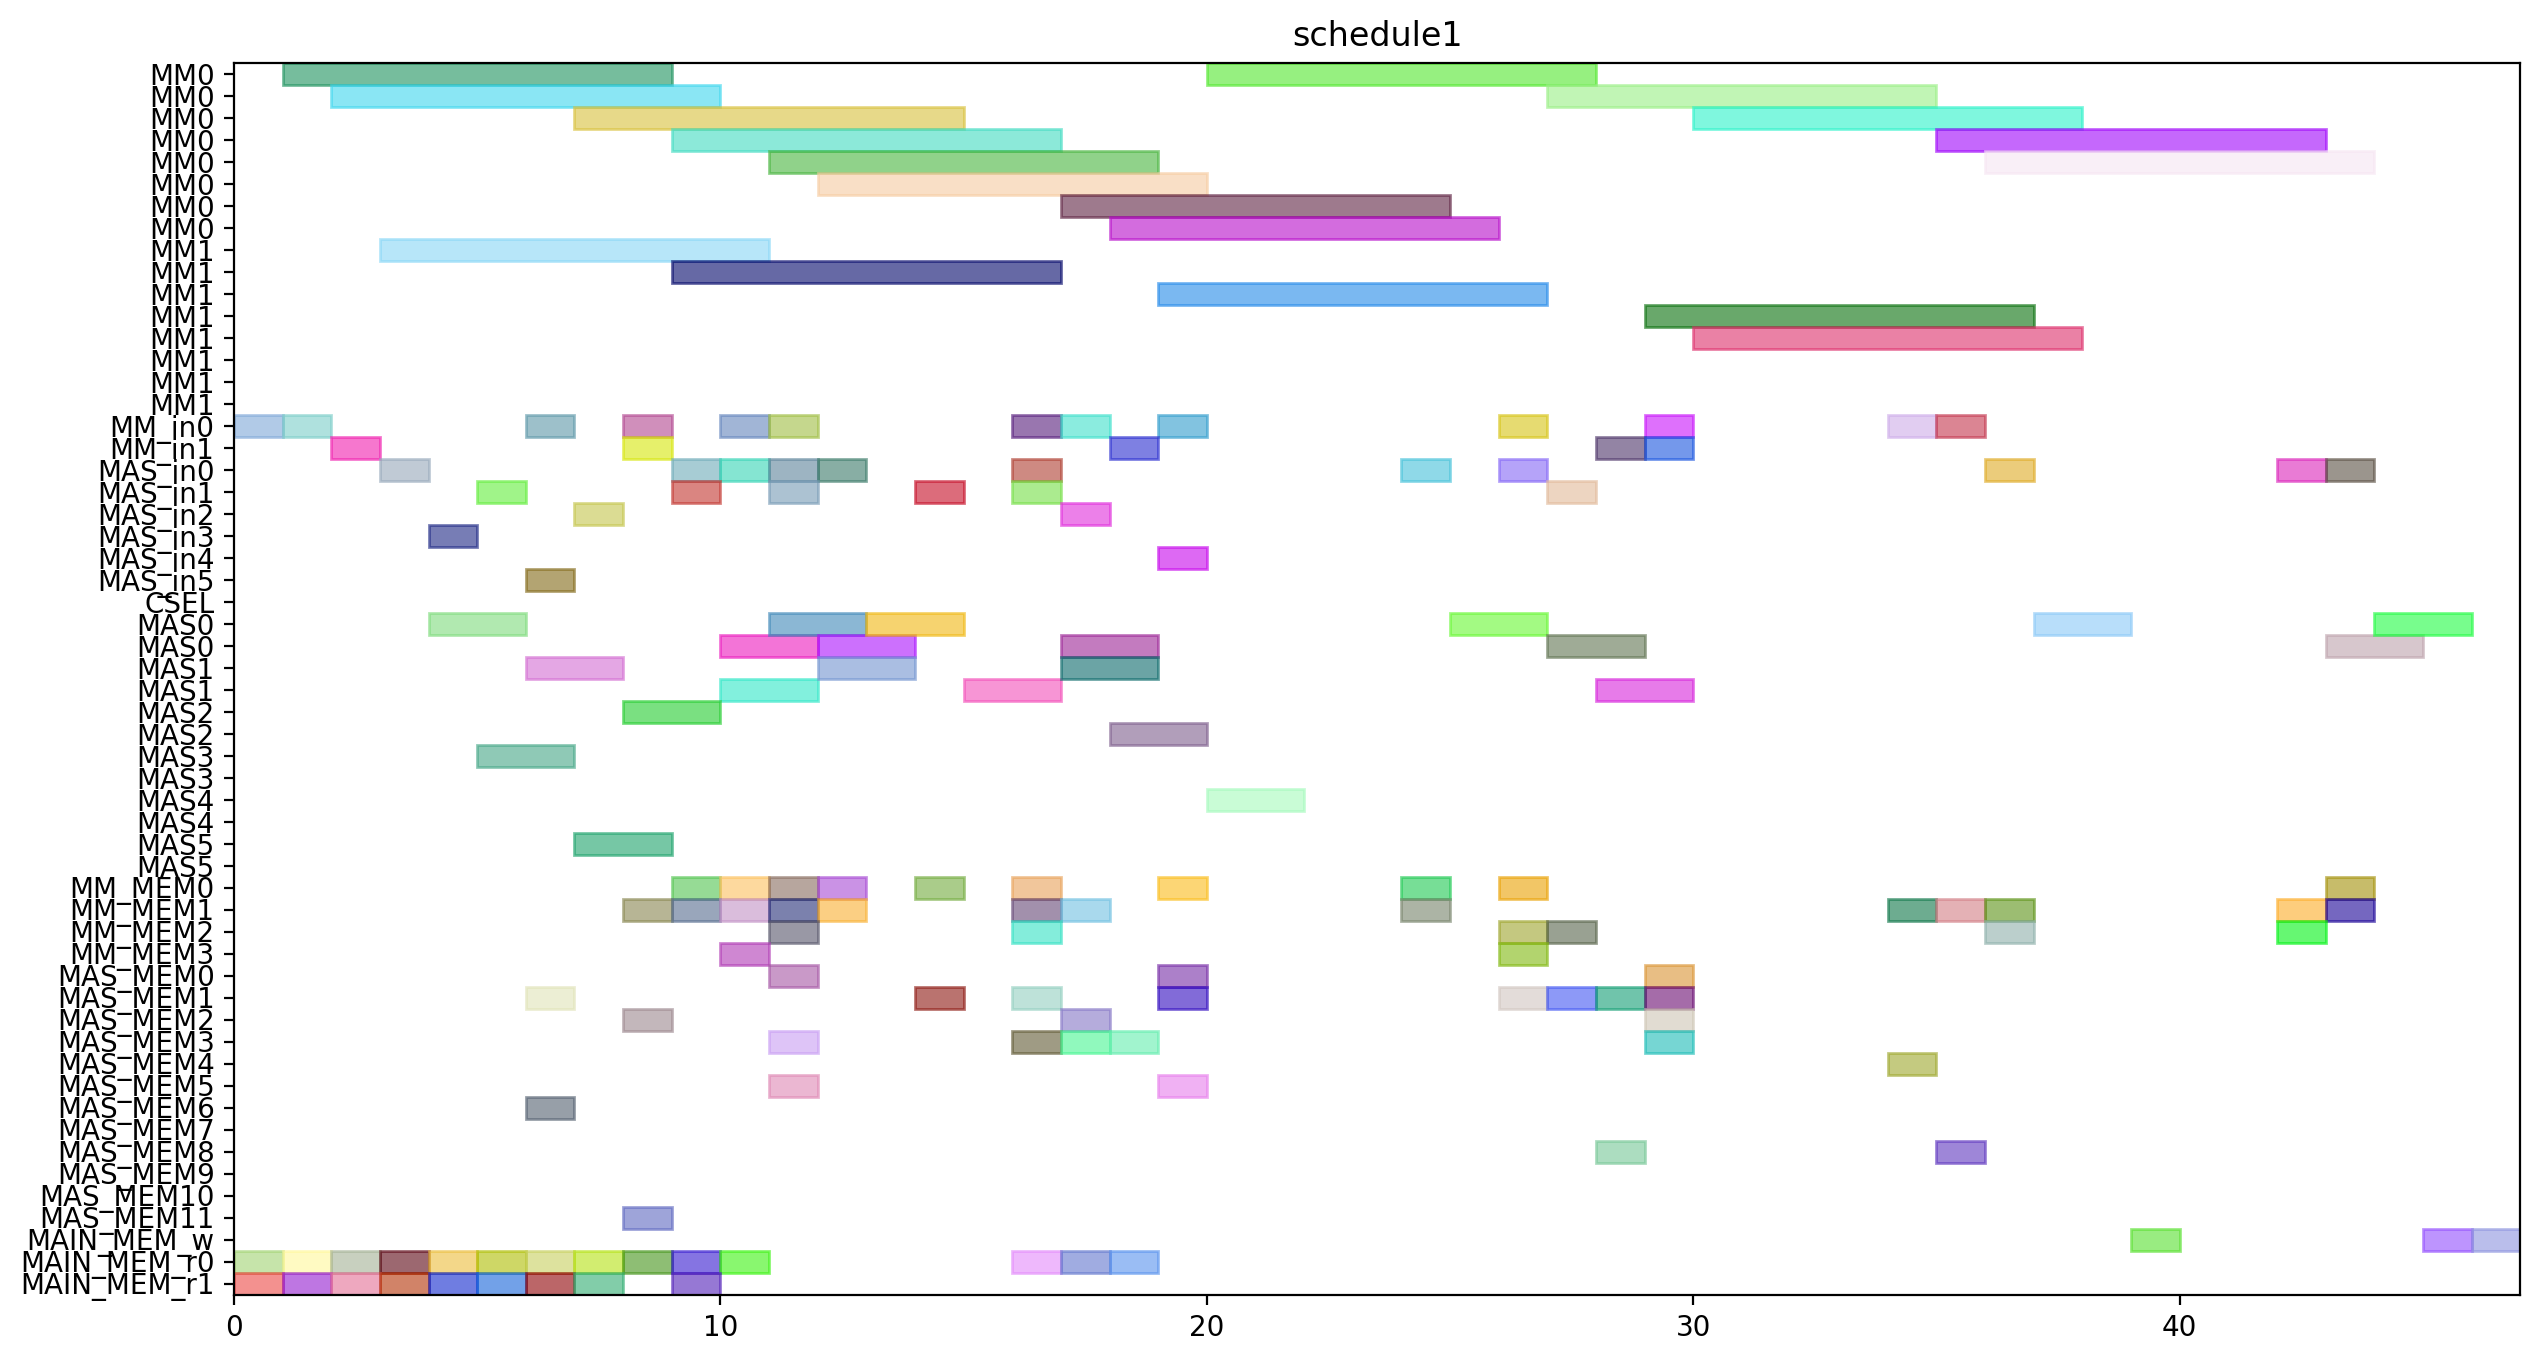 schedule1
MM0
MM0
MM0
MM0
MM0
MM0
MM0
MM0
MM1
MM1
MM1
MM1
MM1
MM1
MM1
MM1
MM_in0
MM_in1
MAS_in0
MAS_in1
MAS_in2
MAS_in3
MAS_in4
MAS_in5
CSEL
MAS0
MAS0
MAS1
MAS1
MAS2
MAS2
MAS3
MAS3
MAS4
MAS4
MAS5
MAS5
MM_MEM0
MM_MEM1
MM_MEM2
MM_MEM3
MAS_MEM0
MAS_MEM1
MAS_MEM2
MAS_MEM3
MAS_MEM4
MAS_MEM5
MAS_MEM6
MAS_MEM7
MAS_MEM8
MAS_MEM9
MAS_MEM10
MAS_MEM11
MAIN_MEM_w
MAIN_MEM_r0
MAIN_MEM_r1
0 10 20 30 40